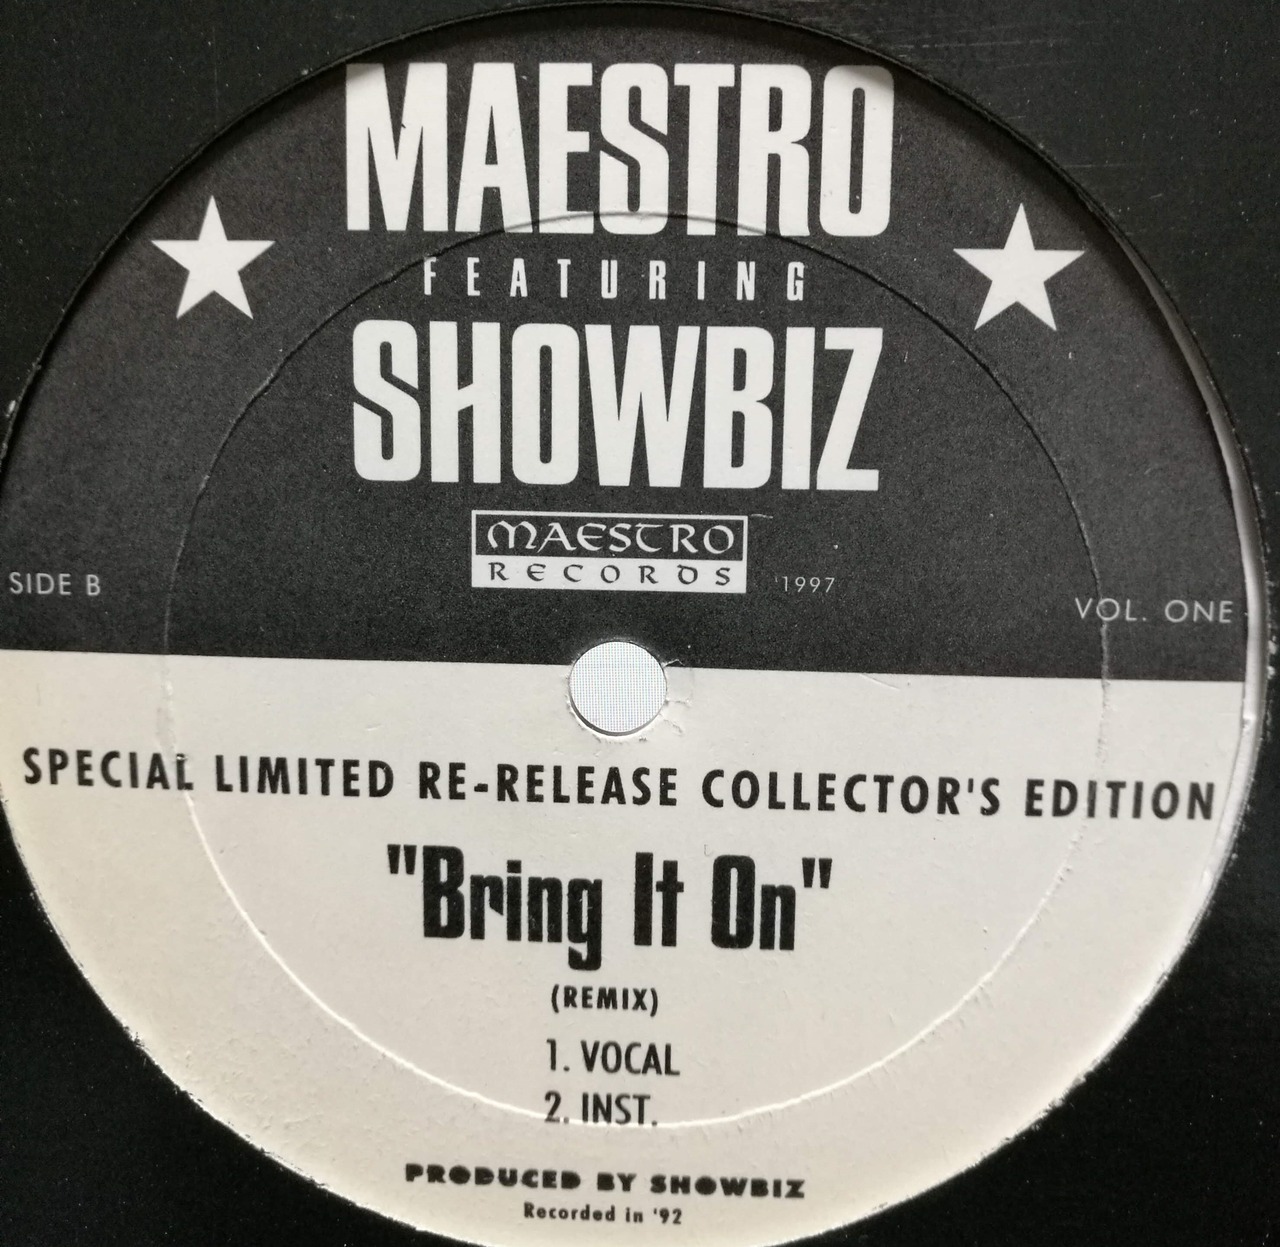 MAESTRO
FEATURING
SHOWBIZ
MAESTRO
RECORDS
'1997
SIDE B
VOL. ONE
SPECIAL LIMITED RE-RELEASE COLLECTOR'S EDITION
"Bring It On"
(REMIX)
1. VOCAL
2. INST.
PRODUCED BY SHOWBIZ
Recorded in '92